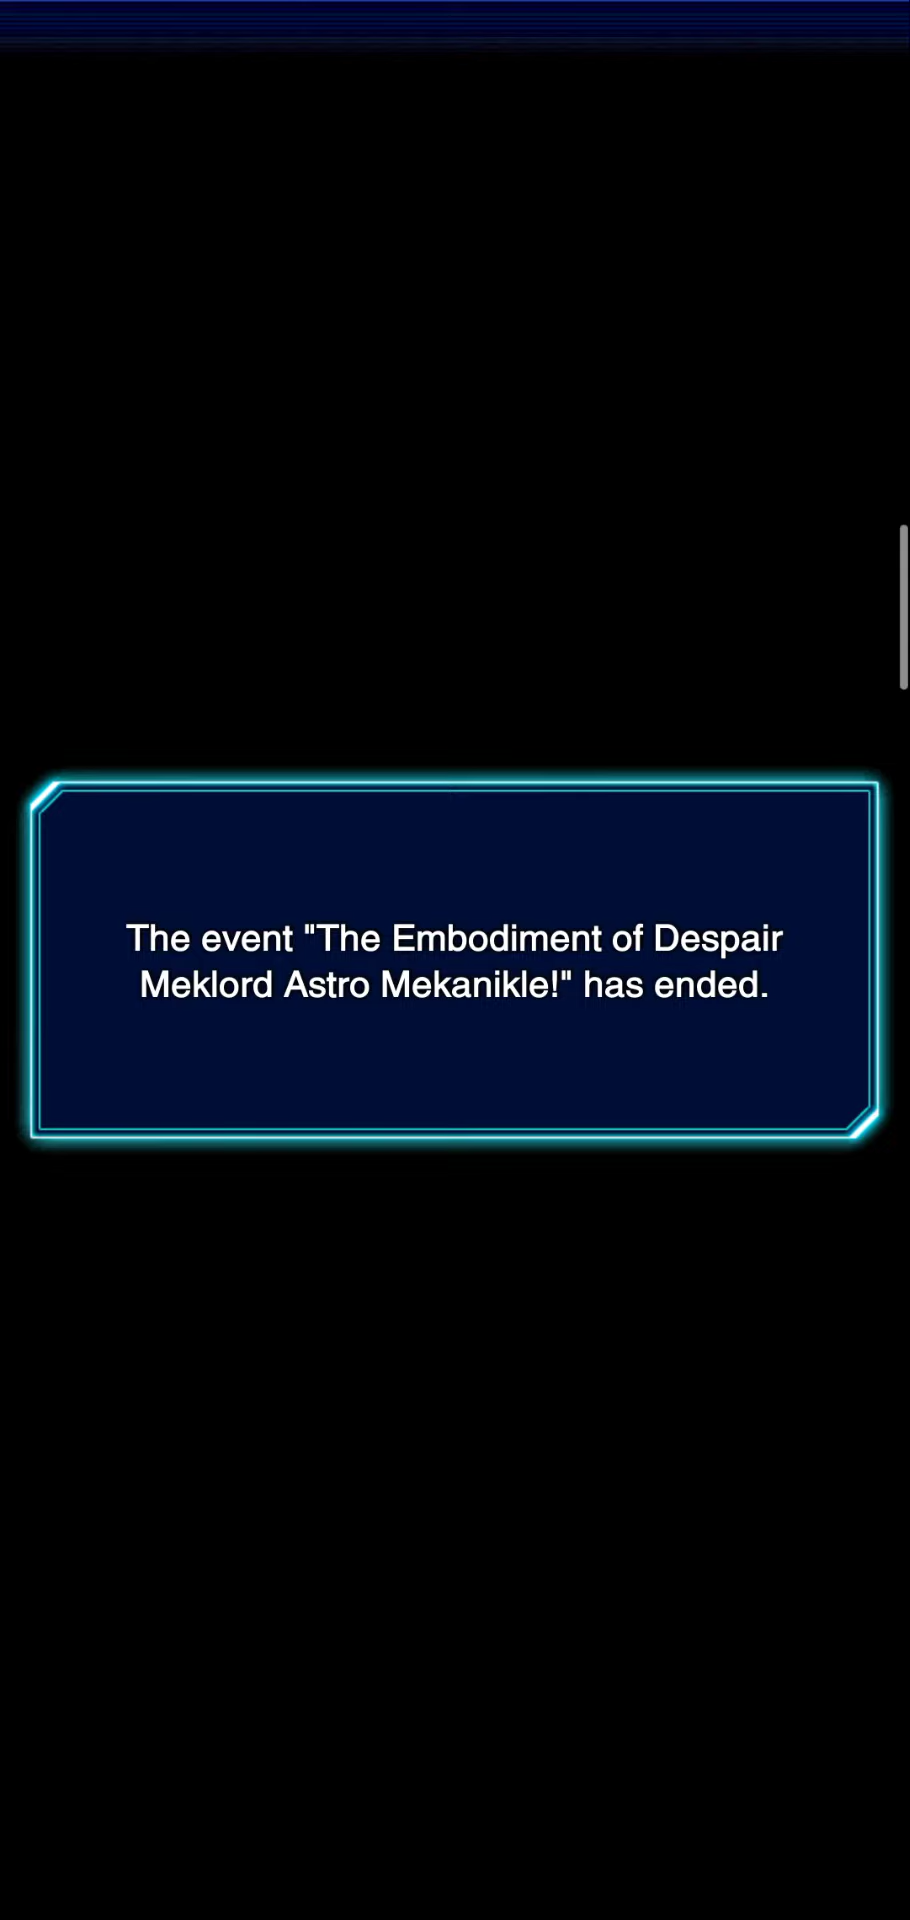 The event "The Embodiment of Despair
Meklord Astro Mekanikle!" has ended.